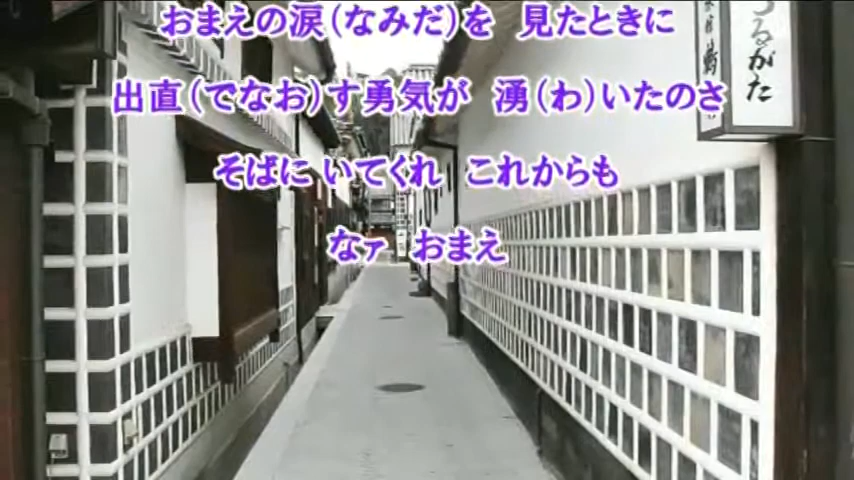 おまえの涙(なみだ)を　見たときに
出直(でなお)す勇気が　湧(わ)いたのさ
そばに いてくれ　これからも
なァ　おまえ
つるがた